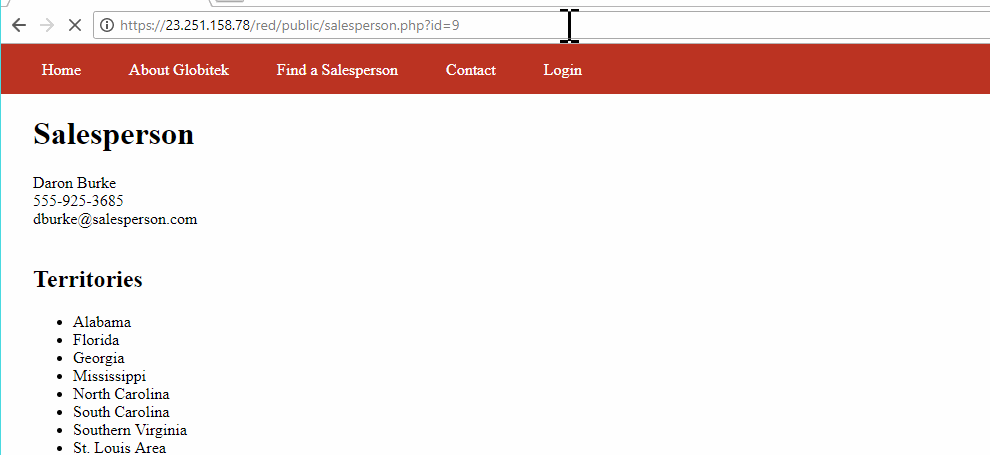 https://23.251.158.78/red/public/salesperson.php?id=9
Home About Globitek Find a Salesperson Contact Login
Salesperson
Daron Burke
555-925-3685
dburke@salesperson.com
Territories
Alabama
Florida
Georgia
Mississippi
North Carolina
South Carolina
Southern Virginia
St. Louis Area